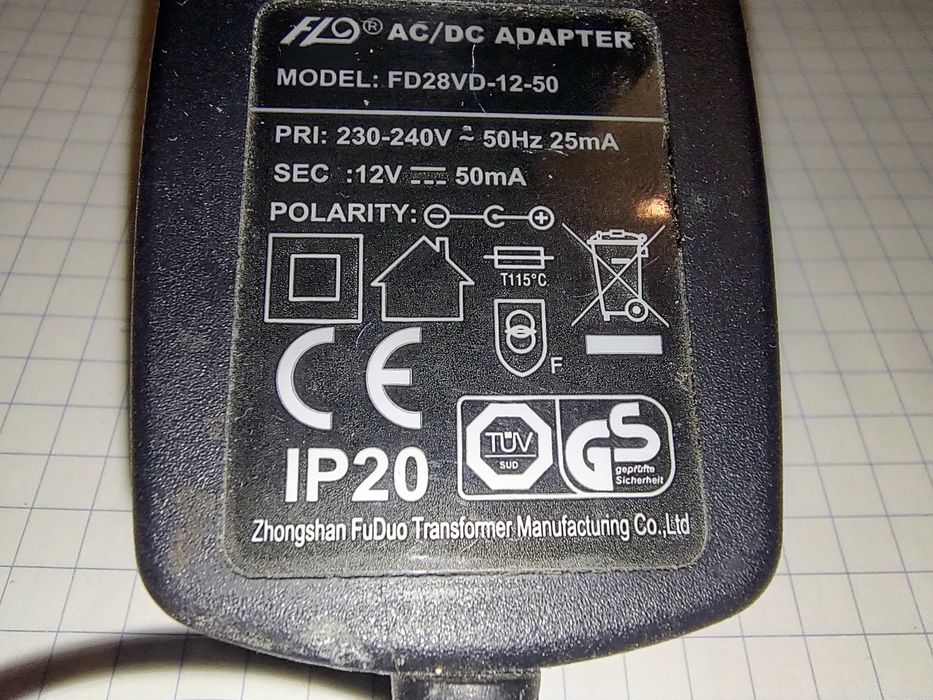 FLO® AC/DC ADAPTER
MODEL: FD28VD-12-50
PRI: 230-240V ~ 50Hz 25mA
SEC :12V ⎓ 50mA
POLARITY:
T115°C
F
CE
IP20
TÜV
SUD
GS
geprüfte
Sicherheit
Zhongshan FuDuo Transformer Manufacturing Co.,Ltd